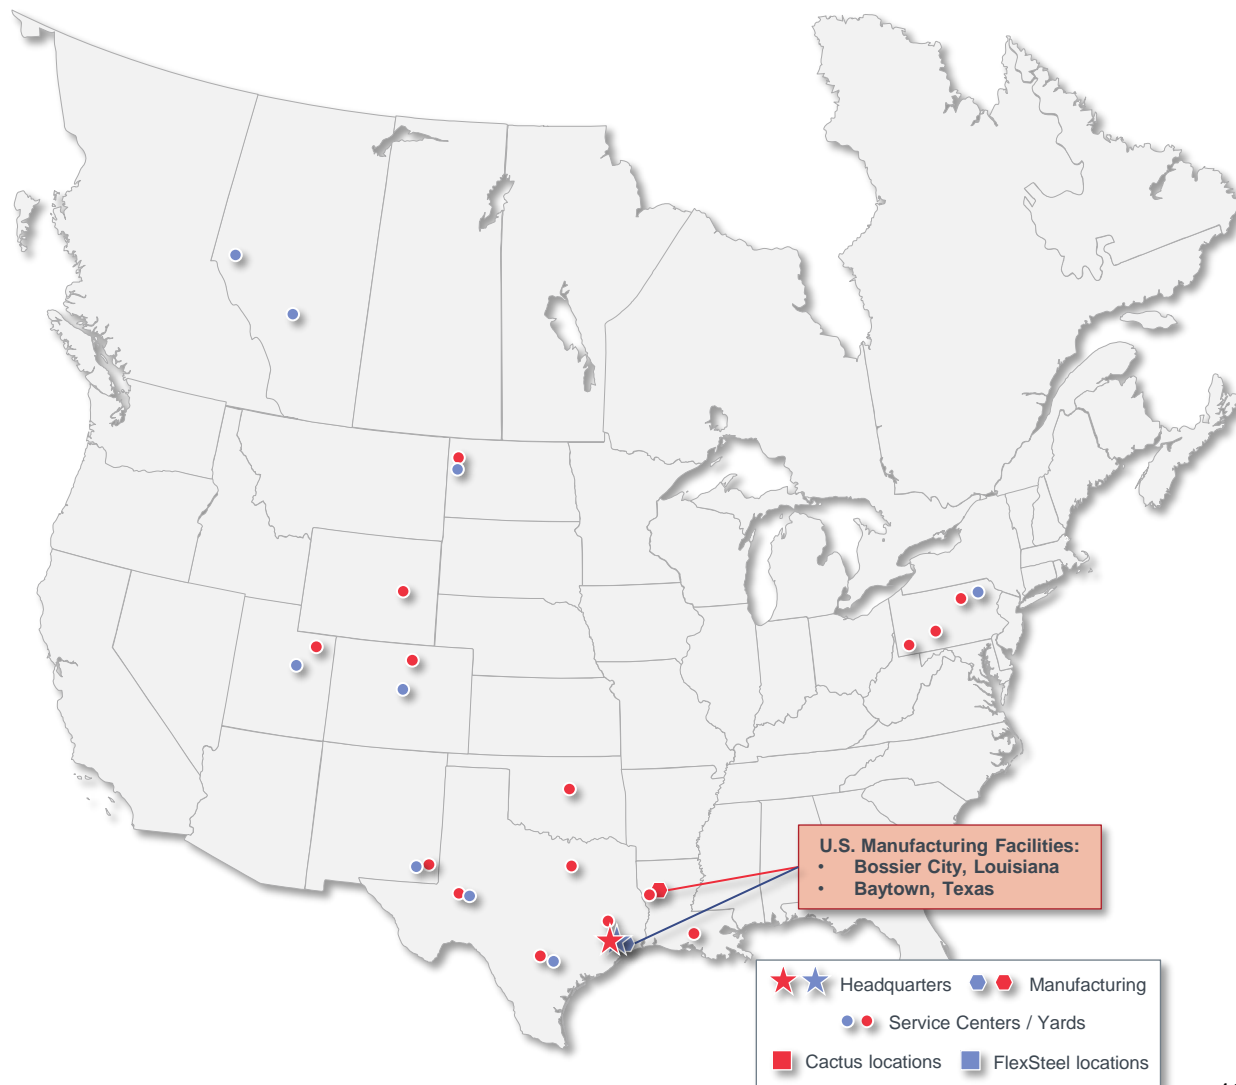 U.S. Manufacturing Facilities:
• Bossier City, Louisiana
• Baytown, Texas
Headquarters
Manufacturing
Service Centers / Yards
Cactus locations
FlexSteel locations